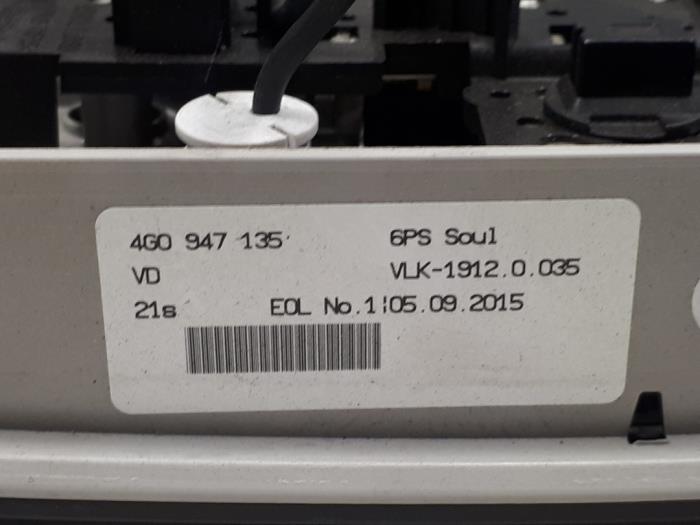 4G0 947 135 6PS Soul
VD VLK-1912.0.035
21s EOL No.1 05.09.2015